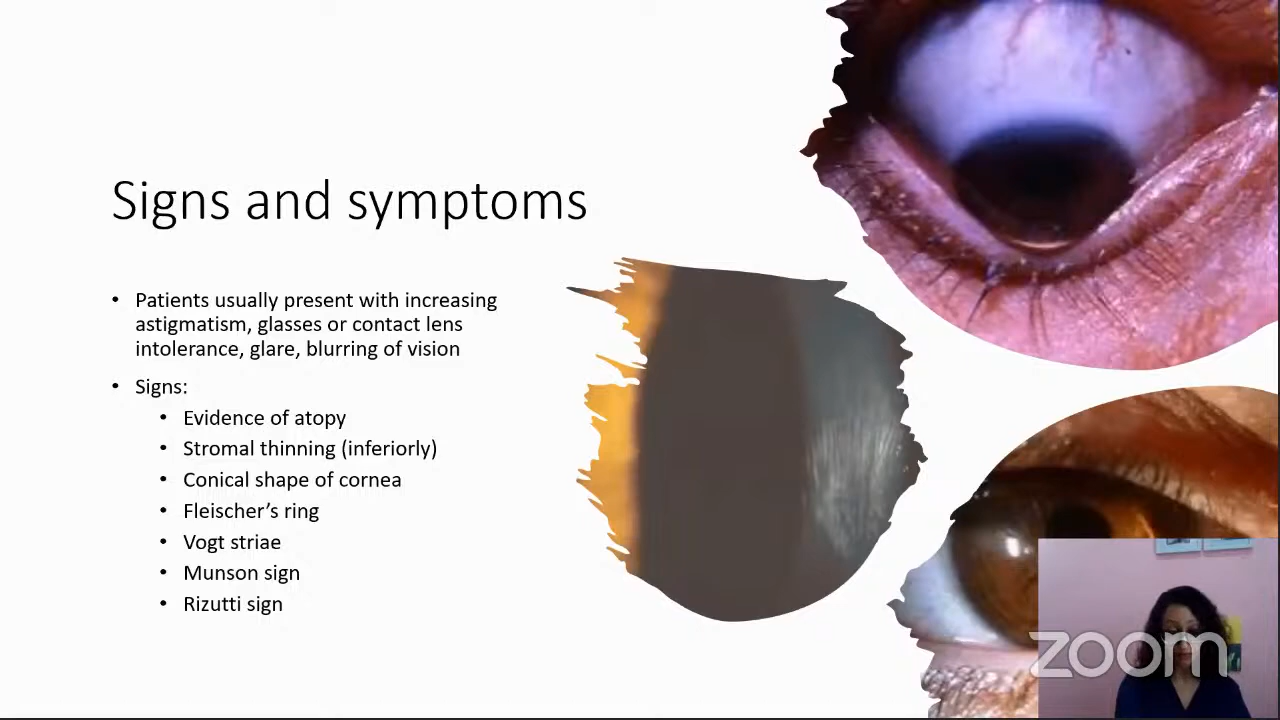 Signs and symptoms
• Patients usually present with increasing
astigmatism, glasses or contact lens
intolerance, glare, blurring of vision
• Signs:
• Evidence of atopy
• Stromal thinning (inferiorly)
• Conical shape of cornea
• Fleischer’s ring
• Vogt striae
• Munson sign
• Rizutti sign
zoom